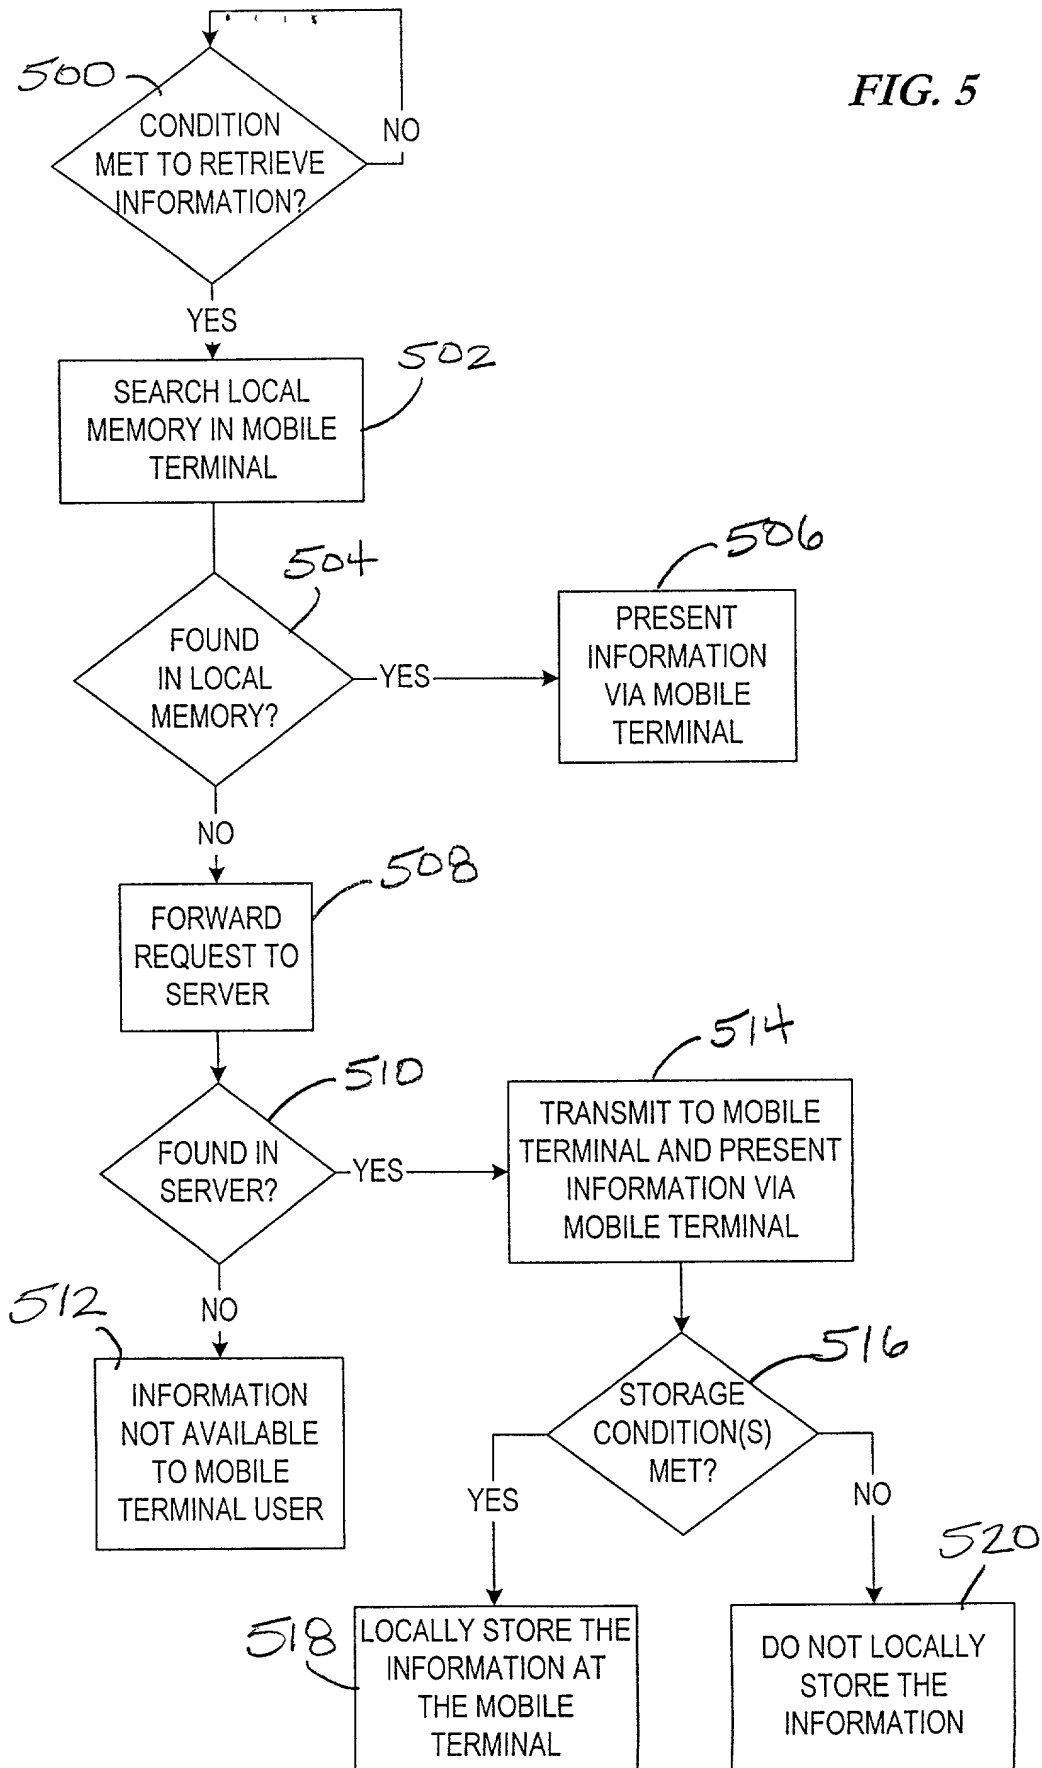 FIG. 5
500
CONDITION
MET TO RETRIEVE
INFORMATION?
NO
YES
502
SEARCH LOCAL
MEMORY IN MOBILE
TERMINAL
504
FOUND
IN LOCAL
MEMORY?
YES
506
PRESENT
INFORMATION
VIA MOBILE
TERMINAL
NO
508
FORWARD
REQUEST TO
SERVER
510
FOUND IN
SERVER?
YES
514
TRANSMIT TO MOBILE
TERMINAL AND PRESENT
INFORMATION VIA
MOBILE TERMINAL
NO
512
INFORMATION
NOT AVAILABLE
TO MOBILE
TERMINAL USER
516
STORAGE
CONDITION(S)
MET?
YES
NO
518
LOCALLY STORE THE
INFORMATION AT
THE MOBILE
TERMINAL
520
DO NOT LOCALLY
STORE THE
INFORMATION